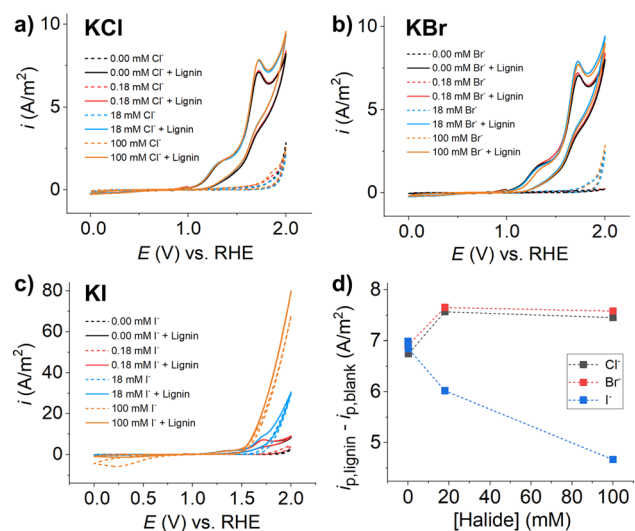 a) KCl
10
5
0
i (A/m²)
0.00 mM Cl⁻
0.00 mM Cl⁻ + Lignin
0.18 mM Cl⁻
0.18 mM Cl⁻ + Lignin
18 mM Cl⁻
18 mM Cl⁻ + Lignin
100 mM Cl⁻
100 mM Cl⁻ + Lignin
0.0 1.0 2.0
E (V) vs. RHE
b) KBr
10
5
0
i (A/m²)
0.00 mM Br⁻
0.00 mM Br⁻ + Lignin
0.18 mM Br⁻
0.18 mM Br⁻ + Lignin
18 mM Br⁻
18 mM Br⁻ + Lignin
100 mM Br⁻
100 mM Br⁻ + Lignin
0.0 1.0 2.0
E (V) vs. RHE
c) KI
80
60
40
20
0
i (A/m²)
0.00 mM I⁻
0.00 mM I⁻ + Lignin
0.18 mM I⁻
0.18 mM I⁻ + Lignin
18 mM I⁻
18 mM I⁻ + Lignin
100 mM I⁻
100 mM I⁻ + Lignin
0.0 0.5 1.0 1.5 2.0
E (V) vs. RHE
d)
8
7
6
5
4
i p,lignin - i p,blank (A/m²)
Cl⁻
Br⁻
I⁻
0 20 40 60 80 100
[Halide] (mM)